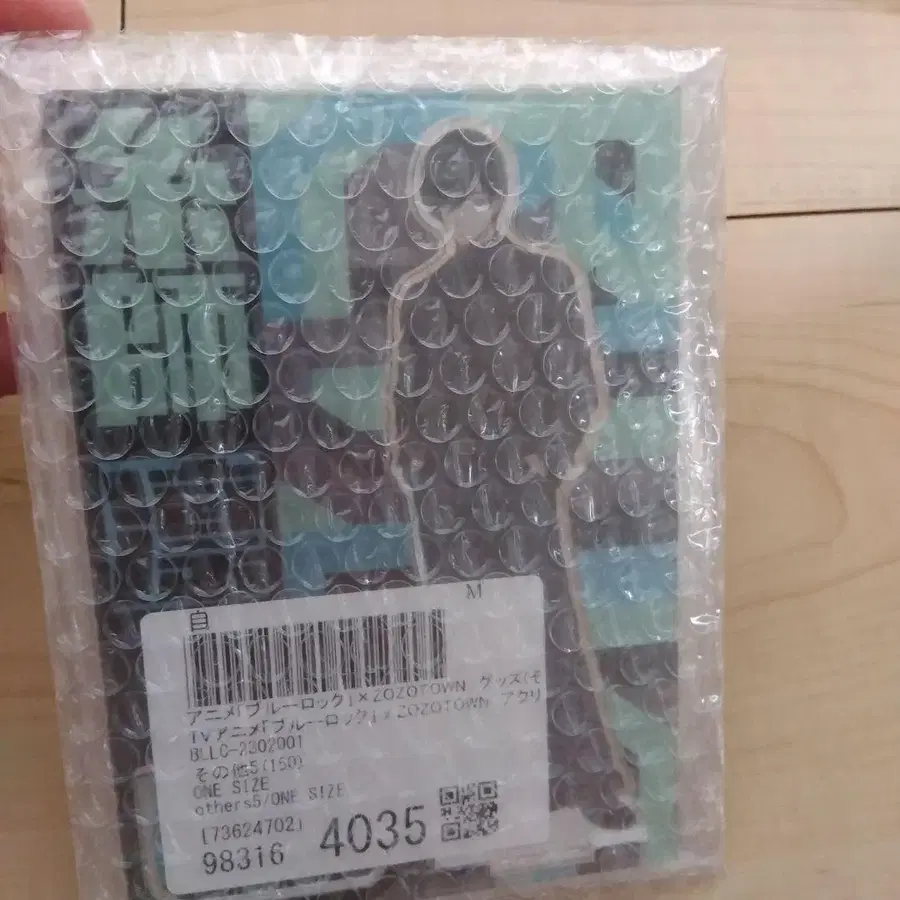 M
自
アニメ「ブルーロック」×ZOZOTOWN グッズ(そ
TVアニメ「ブルーロック」×ZOZOTOWN アクリ
BLLC-2302001
その他5(150)
ONE SIZE
others5/ONE SIZE
[73624702]
98316 4035